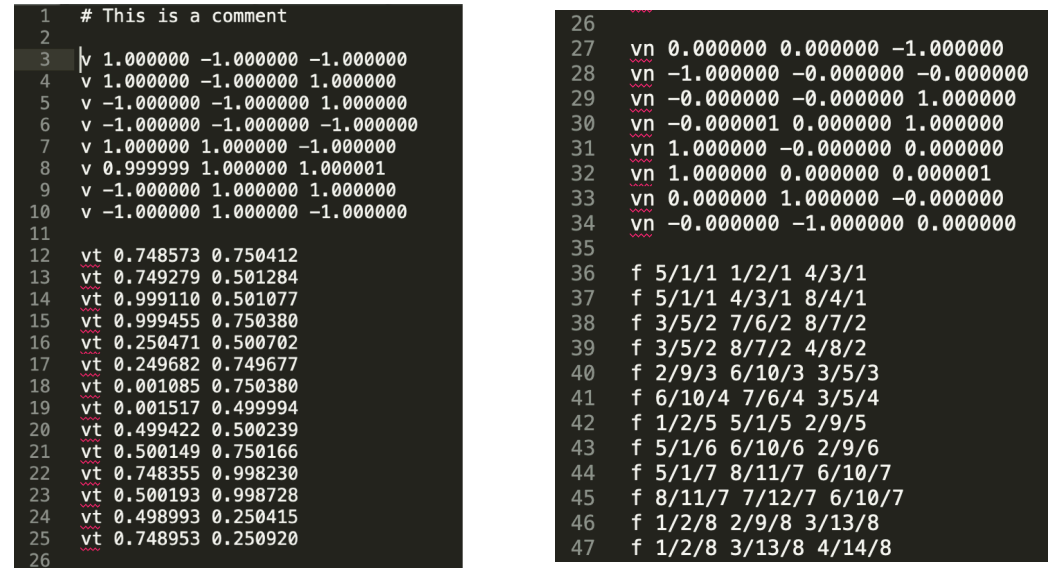 1 # This is a comment
2
3 v 1.000000 -1.000000 -1.000000
4 v 1.000000 -1.000000 1.000000
5 v -1.000000 -1.000000 1.000000
6 v -1.000000 -1.000000 -1.000000
7 v 1.000000 1.000000 -1.000000
8 v 0.999999 1.000000 1.000001
9 v -1.000000 1.000000 1.000000
10 v -1.000000 1.000000 -1.000000
11
12 vt 0.748573 0.750412
13 vt 0.749279 0.501284
14 vt 0.999110 0.501077
15 vt 0.999455 0.750380
16 vt 0.250471 0.500702
17 vt 0.249682 0.749677
18 vt 0.001085 0.750380
19 vt 0.001517 0.499994
20 vt 0.499422 0.500239
21 vt 0.500149 0.750166
22 vt 0.748355 0.998230
23 vt 0.500193 0.998728
24 vt 0.498993 0.250415
25 vt 0.748953 0.250920
26
26
27 vn 0.000000 0.000000 -1.000000
28 vn -1.000000 -0.000000 -0.000000
29 vn -0.000000 -0.000000 1.000000
30 vn -0.000001 0.000000 1.000000
31 vn 1.000000 -0.000000 0.000000
32 vn 1.000000 0.000000 0.000001
33 vn 0.000000 1.000000 -0.000000
34 vn -0.000000 -1.000000 0.000000
35
36 f 5/1/1 1/2/1 4/3/1
37 f 5/1/1 4/3/1 8/4/1
38 f 3/5/2 7/6/2 8/7/2
39 f 3/5/2 8/7/2 4/8/2
40 f 2/9/3 6/10/3 3/5/3
41 f 6/10/4 7/6/4 3/5/4
42 f 1/2/5 5/1/5 2/9/5
43 f 5/1/6 6/10/6 2/9/6
44 f 5/1/7 8/11/7 6/10/7
45 f 8/11/7 7/12/7 6/10/7
46 f 1/2/8 2/9/8 3/13/8
47 f 1/2/8 3/13/8 4/14/8